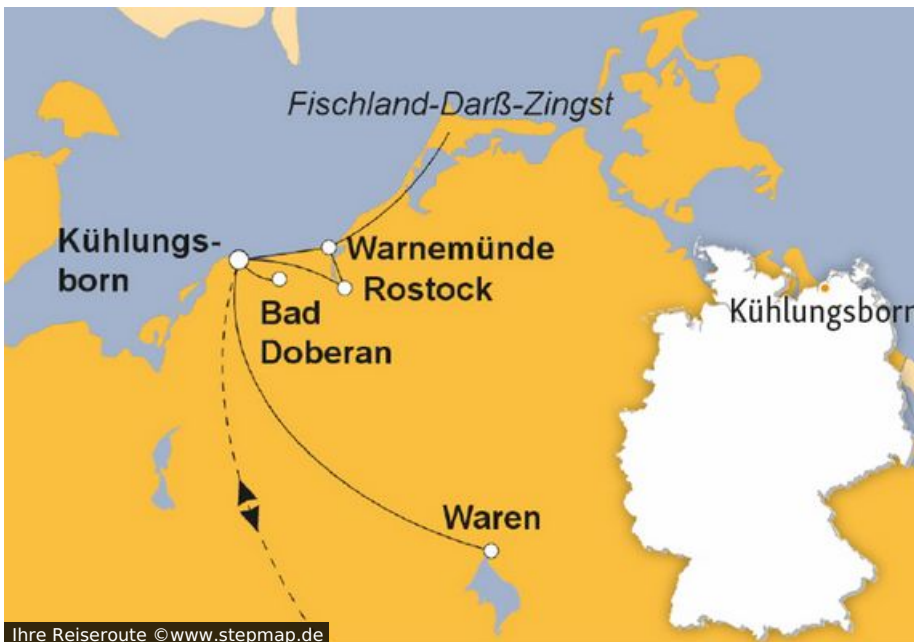 Fischland-Darß-Zingst
Kühlungs-
born
Warnemünde
Rostock
Bad
Doberan
Kühlungsborn
Waren
Ihre Reiseroute ©www.stepmap.de